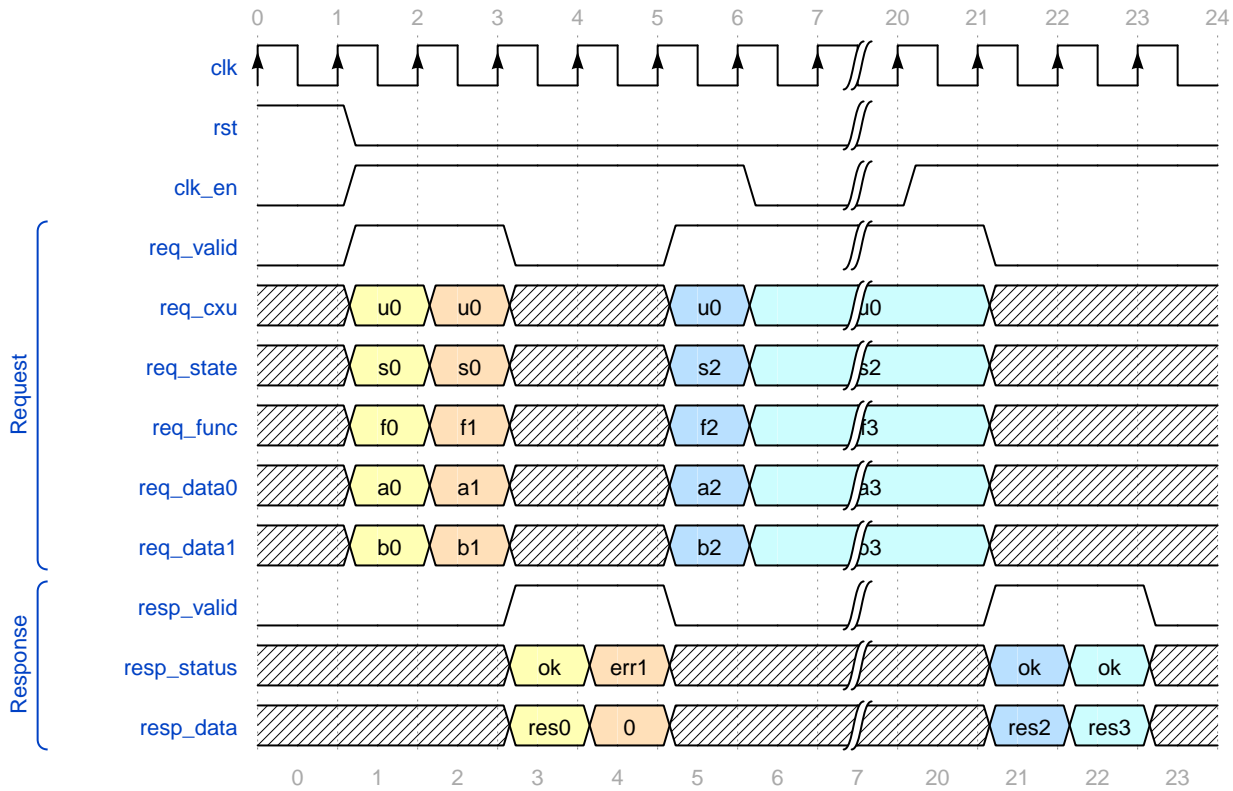 0 1 2 3 4 5 6 7 20 21 22 23 24
clk
rst
clk_en
Request
req_valid
req_cxu u0 u0 u0 u0
req_state s0 s0 s2 s2
req_func f0 f1 f2 f3
req_data0 a0 a1 a2 a3
req_data1 b0 b1 b2 b3
Response
resp_valid
resp_status ok err1 ok ok
resp_data res0 0 res2 res3
0 1 2 3 4 5 6 7 20 21 22 23